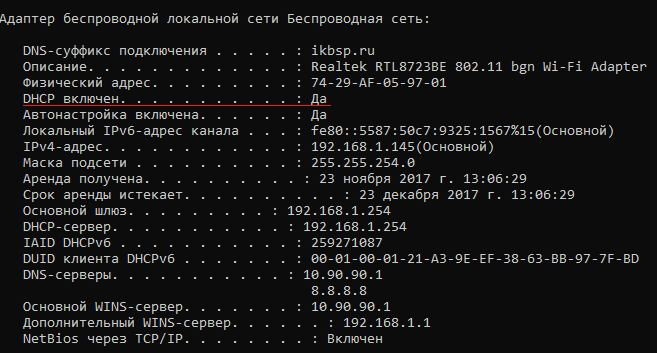 Адаптер беспроводной локальной сети Беспроводная сеть:
DNS-суффикс подключения . . . . . : ikbsp.ru
Описание. . . . . . . . . . . . . : Realtek RTL8723BE 802.11 bgn Wi-Fi Adapter
Физический адрес. . . . . . . . . : 74-29-AF-05-97-01
DHCP включен. . . . . . . . . . . : Да
Автонастройка включена. . . . . . : Да
Локальный IPv6-адрес канала . . . : fe80::5587:50c7:9325:1567%15(Основной)
IPv4-адрес. . . . . . . . . . . . : 192.168.1.145(Основной)
Маска подсети . . . . . . . . . . : 255.255.254.0
Аренда получена. . . . . . . . . . : 23 ноября 2017 г. 13:06:29
Срок аренды истекает. . . . . . . . . . : 23 декабря 2017 г. 13:06:29
Основной шлюз. . . . . . . . . : 192.168.1.254
DHCP-сервер. . . . . . . . . . . : 192.168.1.254
IAID DHCPv6 . . . . . . . . . . . : 259271087
DUID клиента DHCPv6 . . . . . . . : 00-01-00-01-21-A3-9E-EF-38-63-BB-97-7F-BD
DNS-серверы. . . . . . . . . . . : 10.90.90.1
8.8.8.8
Основной WINS-сервер. . . . . . . : 10.90.90.1
Дополнительный WINS-сервер. . . . . . : 192.168.1.1
NetBios через TCP/IP. . . . . . . . : Включен